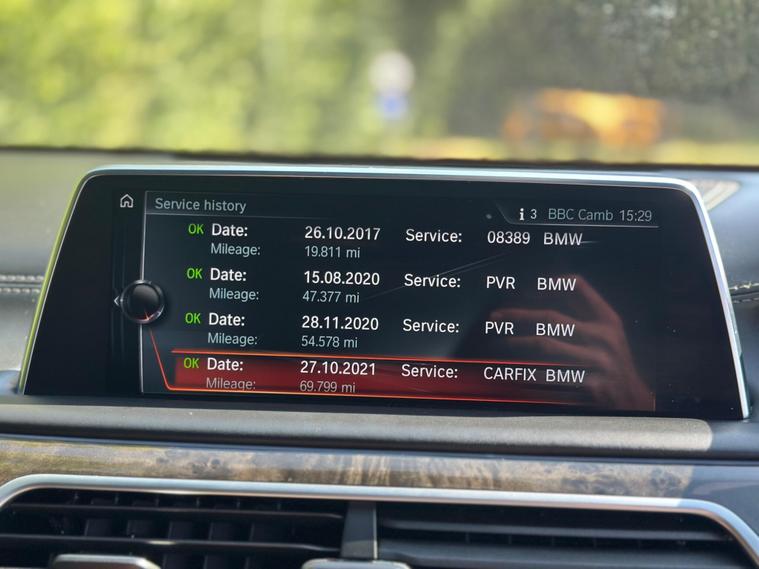 Service history
i 3 BBC Camb 15:29
OK Date: 26.10.2017 Service: 08389 BMW
Mileage: 19.811 mi
OK Date: 15.08.2020 Service: PVR BMW
Mileage: 47.377 mi
OK Date: 28.11.2020 Service: PVR BMW
Mileage: 54.578 mi
OK Date: 27.10.2021 Service: CARFIX BMW
Mileage: 69.799 mi